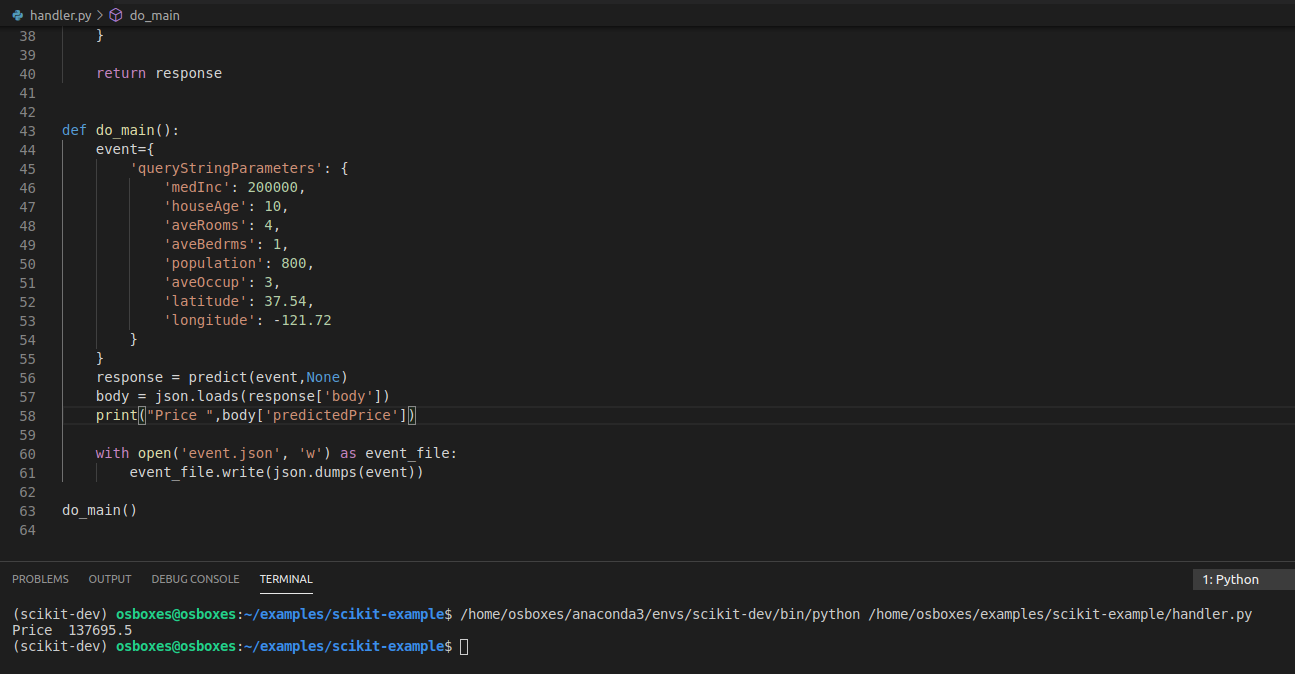 handler.py > do_main
38 }
39
40 return response
41
42
43 def do_main():
44 event={
45 'queryStringParameters': {
46 'medInc': 200000,
47 'houseAge': 10,
48 'aveRooms': 4,
49 'aveBedrms': 1,
50 'population': 800,
51 'aveOccup': 3,
52 'latitude': 37.54,
53 'longitude': -121.72
54 }
55 }
56 response = predict(event,None)
57 body = json.loads(response['body'])
58 print("Price ",body['predictedPrice'])
59
60 with open('event.json', 'w') as event_file:
61 event_file.write(json.dumps(event))
62
63 do_main()
64
PROBLEMS OUTPUT DEBUG CONSOLE TERMINAL 1: Python
(scikit-dev) osboxes@osboxes:~/examples/scikit-example$ /home/osboxes/anaconda3/envs/scikit-dev/bin/python /home/osboxes/examples/scikit-example/handler.py
Price  137695.5
(scikit-dev) osboxes@osboxes:~/examples/scikit-example$